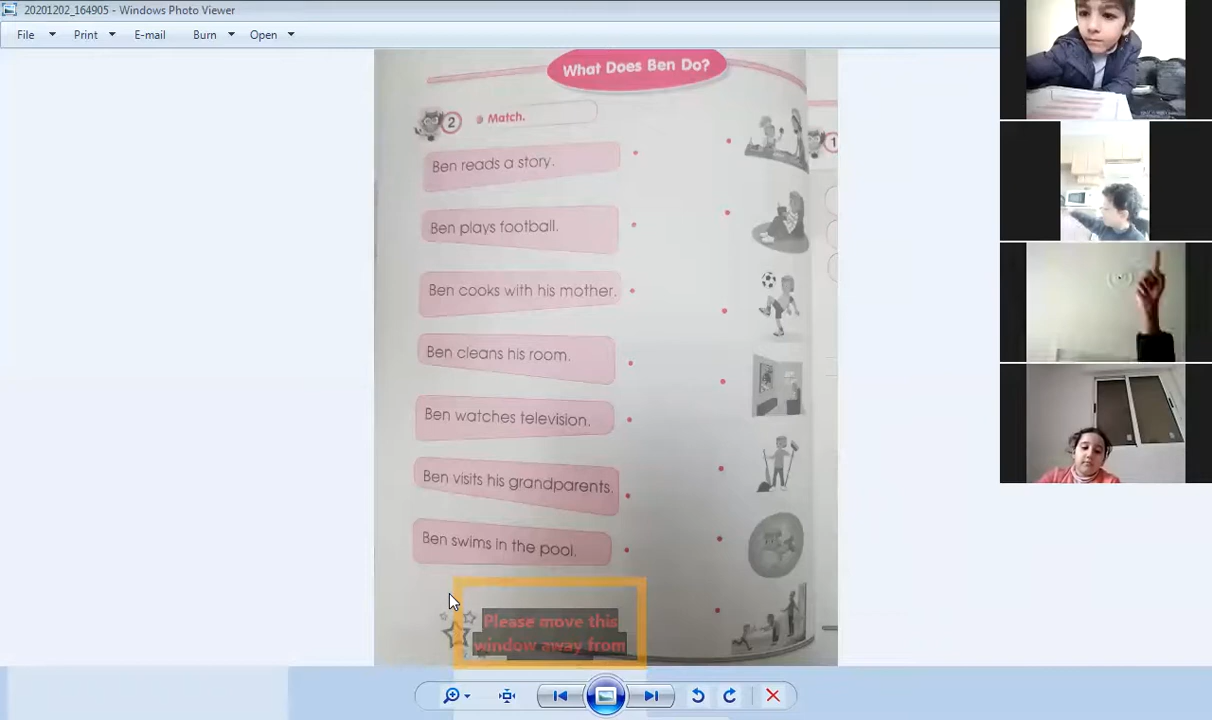 20201202_164905 - Windows Photo Viewer
File Print E-mail Burn Open
What Does Ben Do?
2 Match.
1
Ben reads a story.
Ben plays football.
Ben cooks with his mother.
Ben cleans his room.
Ben watches television.
Ben visits his grandparents.
Ben swims in the pool.
Please move this
window away from